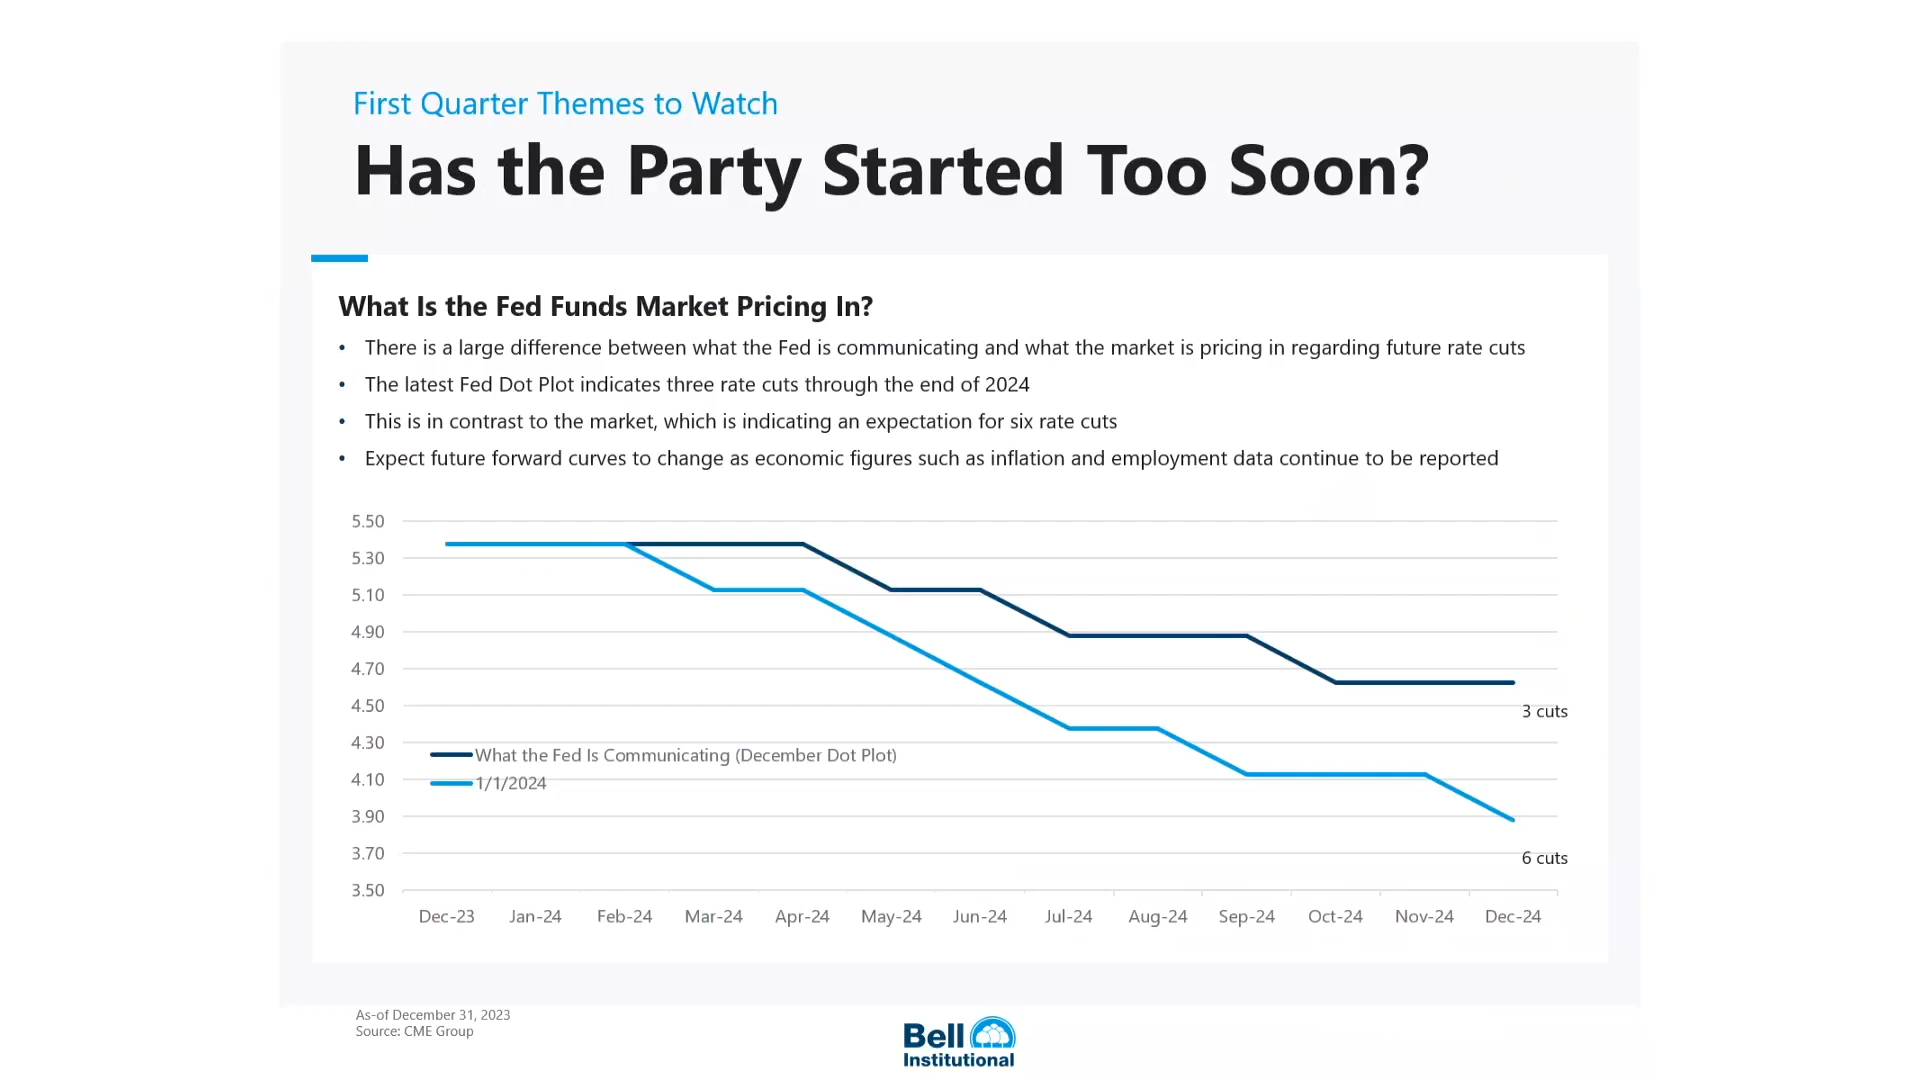 First Quarter Themes to Watch
Has the Party Started Too Soon?
What Is the Fed Funds Market Pricing In?
• There is a large difference between what the Fed is communicating and what the market is pricing in regarding future rate cuts
• The latest Fed Dot Plot indicates three rate cuts through the end of 2024
• This is in contrast to the market, which is indicating an expectation for six rate cuts
• Expect future forward curves to change as economic figures such as inflation and employment data continue to be reported
5.50
5.30
5.10
4.90
4.70
4.50
3 cuts
4.30
What the Fed Is Communicating (December Dot Plot)
4.10
1/1/2024
3.90
3.70
6 cuts
3.50
Dec-23 Jan-24 Feb-24 Mar-24 Apr-24 May-24 Jun-24 Jul-24 Aug-24 Sep-24 Oct-24 Nov-24 Dec-24
As-of December 31, 2023
Source: CME Group
Bell
Institutional